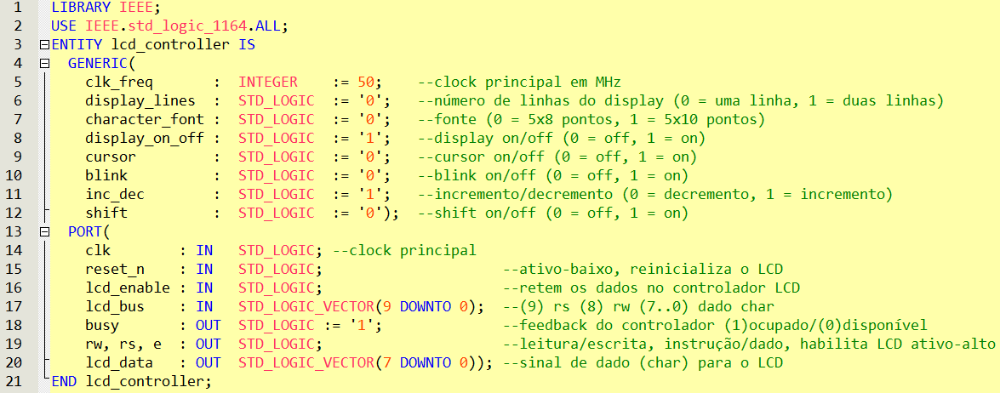 1 LIBRARY IEEE;
2 USE IEEE.std_logic_1164.ALL;
3 ENTITY lcd_controller IS
4   GENERIC(
5     clk_freq       :  INTEGER    := 50;    --clock principal em MHz
6     display_lines  :  STD_LOGIC  := '0';   --número de linhas do display (0 = uma linha, 1 = duas linhas)
7     character_font :  STD_LOGIC  := '0';   --fonte (0 = 5x8 pontos, 1 = 5x10 pontos)
8     display_on_off :  STD_LOGIC  := '1';   --display on/off (0 = off, 1 = on)
9     cursor         :  STD_LOGIC  := '0';   --cursor on/off (0 = off, 1 = on)
10     blink          :  STD_LOGIC  := '0';   --blink on/off (0 = off, 1 = on)
11     inc_dec        :  STD_LOGIC  := '1';   --incremento/decremento (0 = decremento, 1 = incremento)
12     shift          :  STD_LOGIC  := '0');  --shift on/off (0 = off, 1 = on)
13   PORT(
14     clk        : IN   STD_LOGIC; --clock principal
15     reset_n    : IN   STD_LOGIC;                     --ativo-baixo, reinicializa o LCD
16     lcd_enable : IN   STD_LOGIC;                     --retem os dados no controlador LCD
17     lcd_bus    : IN   STD_LOGIC_VECTOR(9 DOWNTO 0);  --(9) rs (8) rw (7..0) dado char
18     busy       : OUT  STD_LOGIC := '1';              --feedback do controlador (1)ocupado/(0)disponível
19     rw, rs, e  : OUT  STD_LOGIC;                     --leitura/escrita, instrução/dado, habilita LCD ativo-alto
20     lcd_data   : OUT  STD_LOGIC_VECTOR(7 DOWNTO 0)); --sinal de dado (char) para o LCD
21 END lcd_controller;